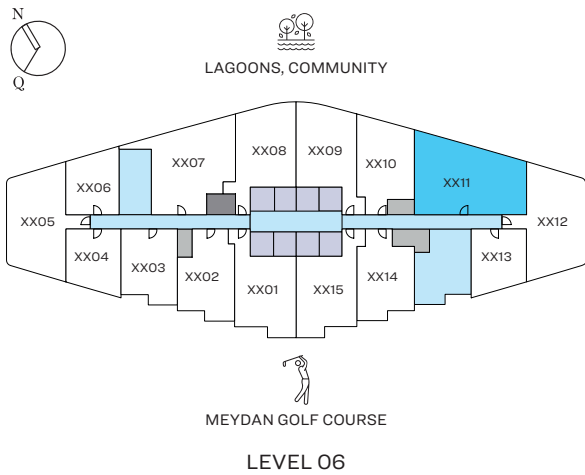 N
Q
LAGOONS, COMMUNITY
XX08
XX09
XX07
XX10
XX06
XX11
XX05
XX12
XX04
XX03
XX02
XX01
XX15
XX14
XX13
MEYDAN GOLF COURSE
LEVEL 06